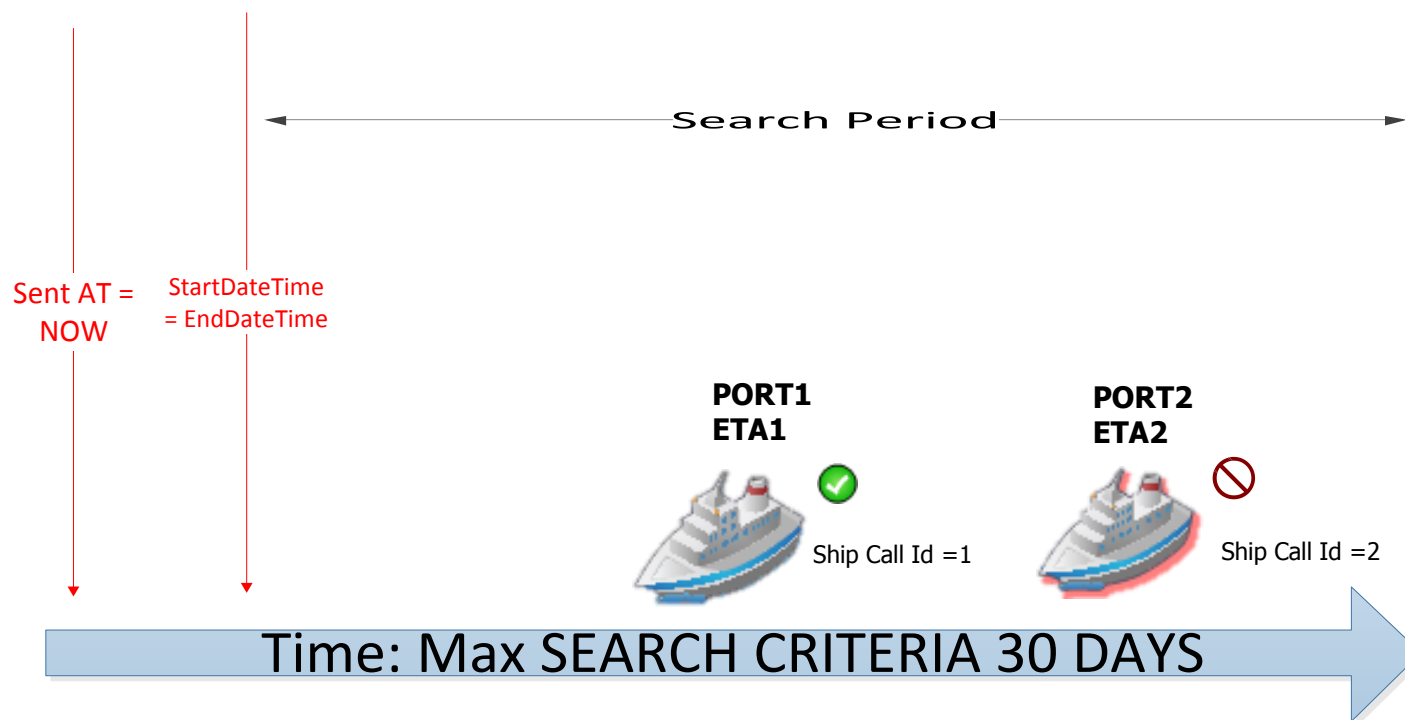 Search Period
Sent AT =
NOW
StartDateTime
= EndDateTime
PORT1
ETA1
PORT2
ETA2
Ship Call Id =1
Ship Call Id =2
Time: Max SEARCH CRITERIA 30 DAYS